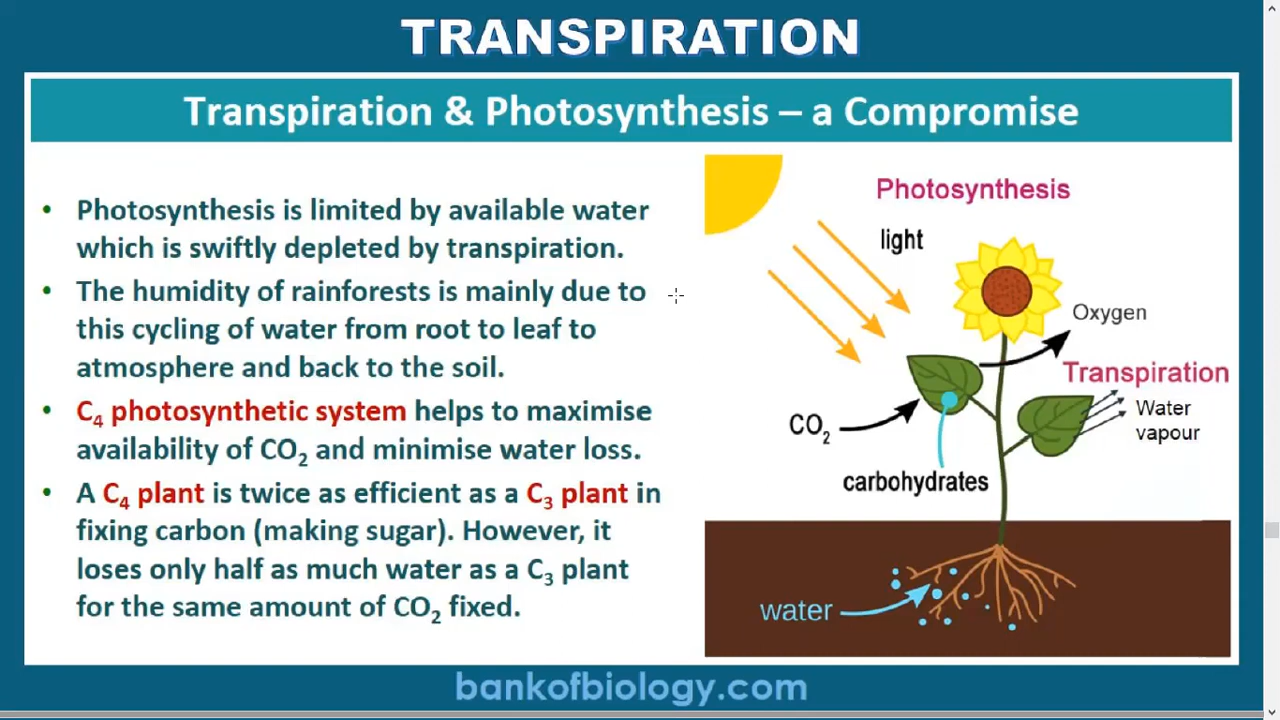 TRANSPIRATION
Transpiration & Photosynthesis – a Compromise
• Photosynthesis is limited by available water
which is swiftly depleted by transpiration.
• The humidity of rainforests is mainly due to
this cycling of water from root to leaf to
atmosphere and back to the soil.
• C₄ photosynthetic system helps to maximise
availability of CO₂ and minimise water loss.
• A C₄ plant is twice as efficient as a C₃ plant in
fixing carbon (making sugar). However, it
loses only half as much water as a C₃ plant
for the same amount of CO₂ fixed.
Photosynthesis
light
Oxygen
Transpiration
Water
vapour
CO₂
carbohydrates
water
bankofbiology.com